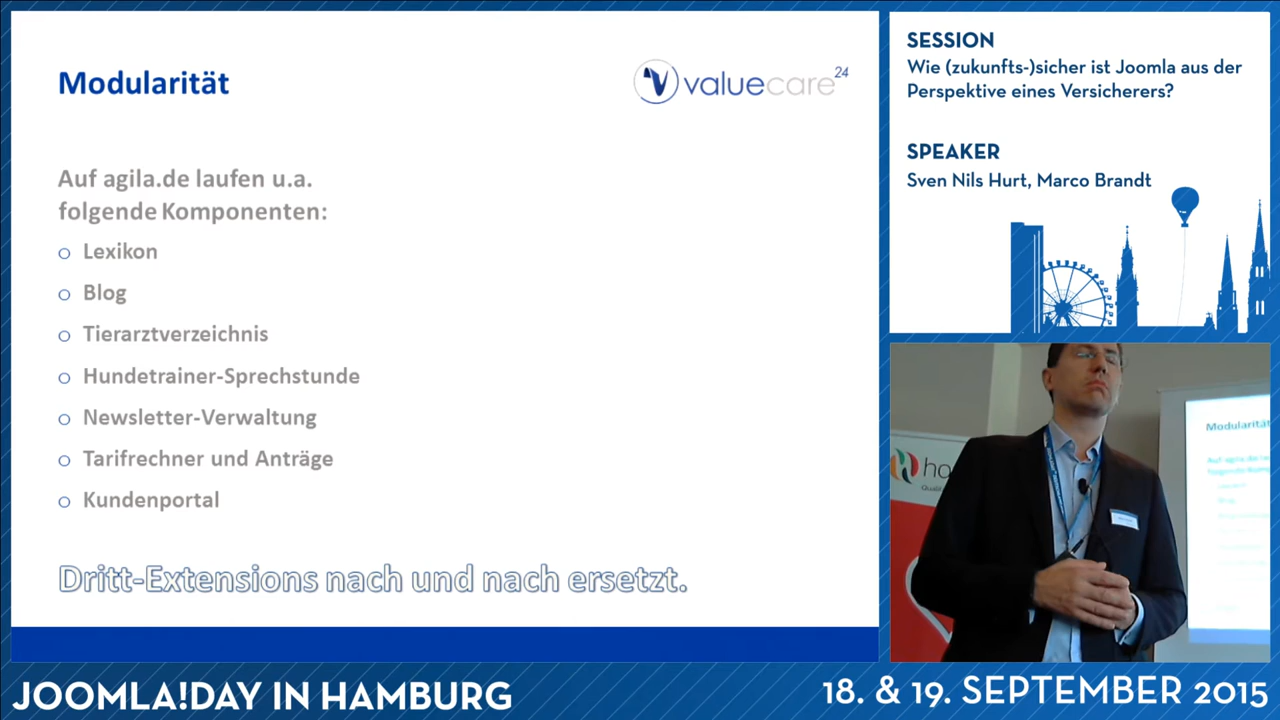 Modularität
valuecare24
Auf agila.de laufen u.a.
folgende Komponenten:
Lexikon
Blog
Tierarztverzeichnis
Hundetrainer-Sprechstunde
Newsletter-Verwaltung
Tarifrechner und Anträge
Kundenportal
Dritt-Extensions nach und nach ersetzt.
SESSION
Wie (zukunfts-)sicher ist Joomla aus der
Perspektive eines Versicherers?
SPEAKER
Sven Nils Hurt, Marco Brandt
Modularität
JOOMLA!DAY IN HAMBURG
18. & 19. SEPTEMBER 2015